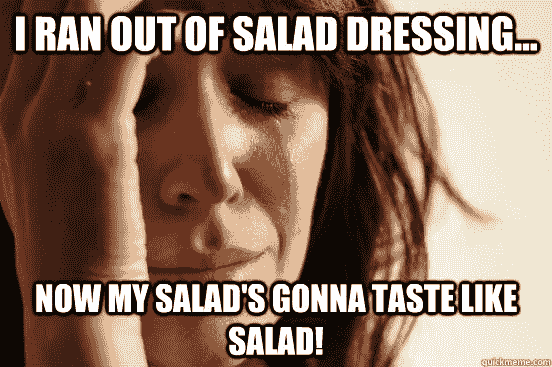 I RAN OUT OF SALAD DRESSING...
NOW MY SALAD'S GONNA TASTE LIKE
SALAD!
quickmeme.com